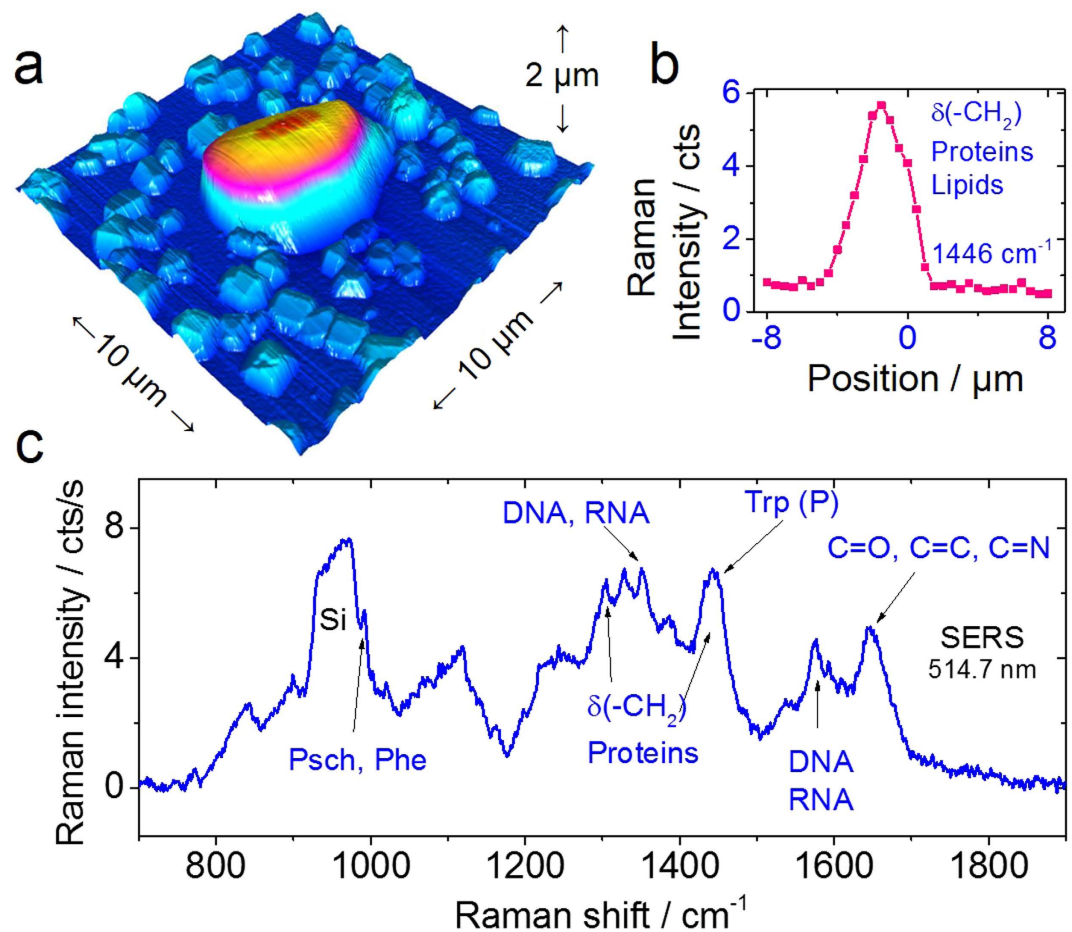 a
2 μm
10 μm
10 μm
b
Raman
Intensity / cts
6
4
2
0
-8
0
8
Position / μm
δ(-CH₂)
Proteins
Lipids
1446 cm⁻¹
c
Raman intensity / cts/s
8
4
0
800
1000
1200
1400
1600
1800
Raman shift / cm⁻¹
Si
Psch, Phe
DNA, RNA
δ(-CH₂)
Proteins
Trp (P)
C=O, C=C, C=N
DNA
RNA
SERS
514.7 nm